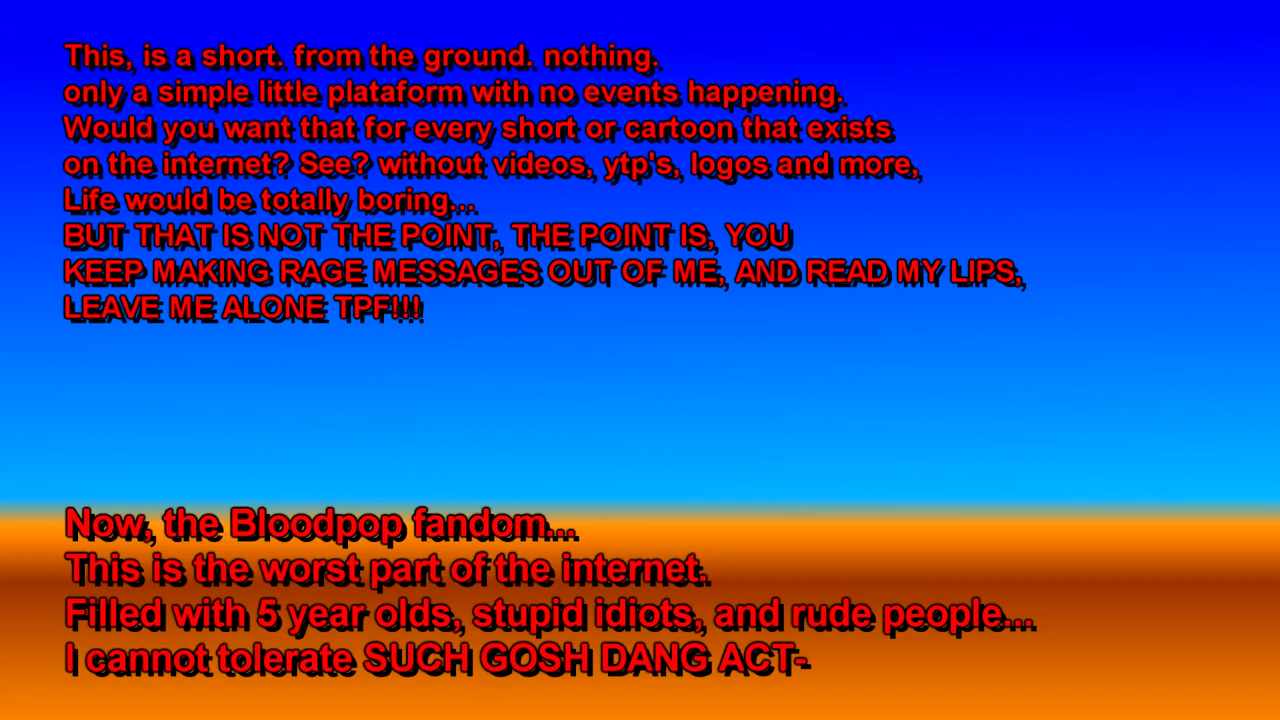 This, is a short. from the ground. nothing.
only a simple little plataform with no events happening.
Would you want that for every short or cartoon that exists
on the internet? See? without videos, ytp's, logos and more,
Life would be totally boring...
BUT THAT IS NOT THE POINT, THE POINT IS, YOU
KEEP MAKING RAGE MESSAGES OUT OF ME, AND READ MY LIPS,
LEAVE ME ALONE TPF!!!
Now, the Bloodpop fandom...
This is the worst part of the internet.
Filled with 5 year olds, stupid idiots, and rude people...
I cannot tolerate SUCH GOSH DANG ACT-